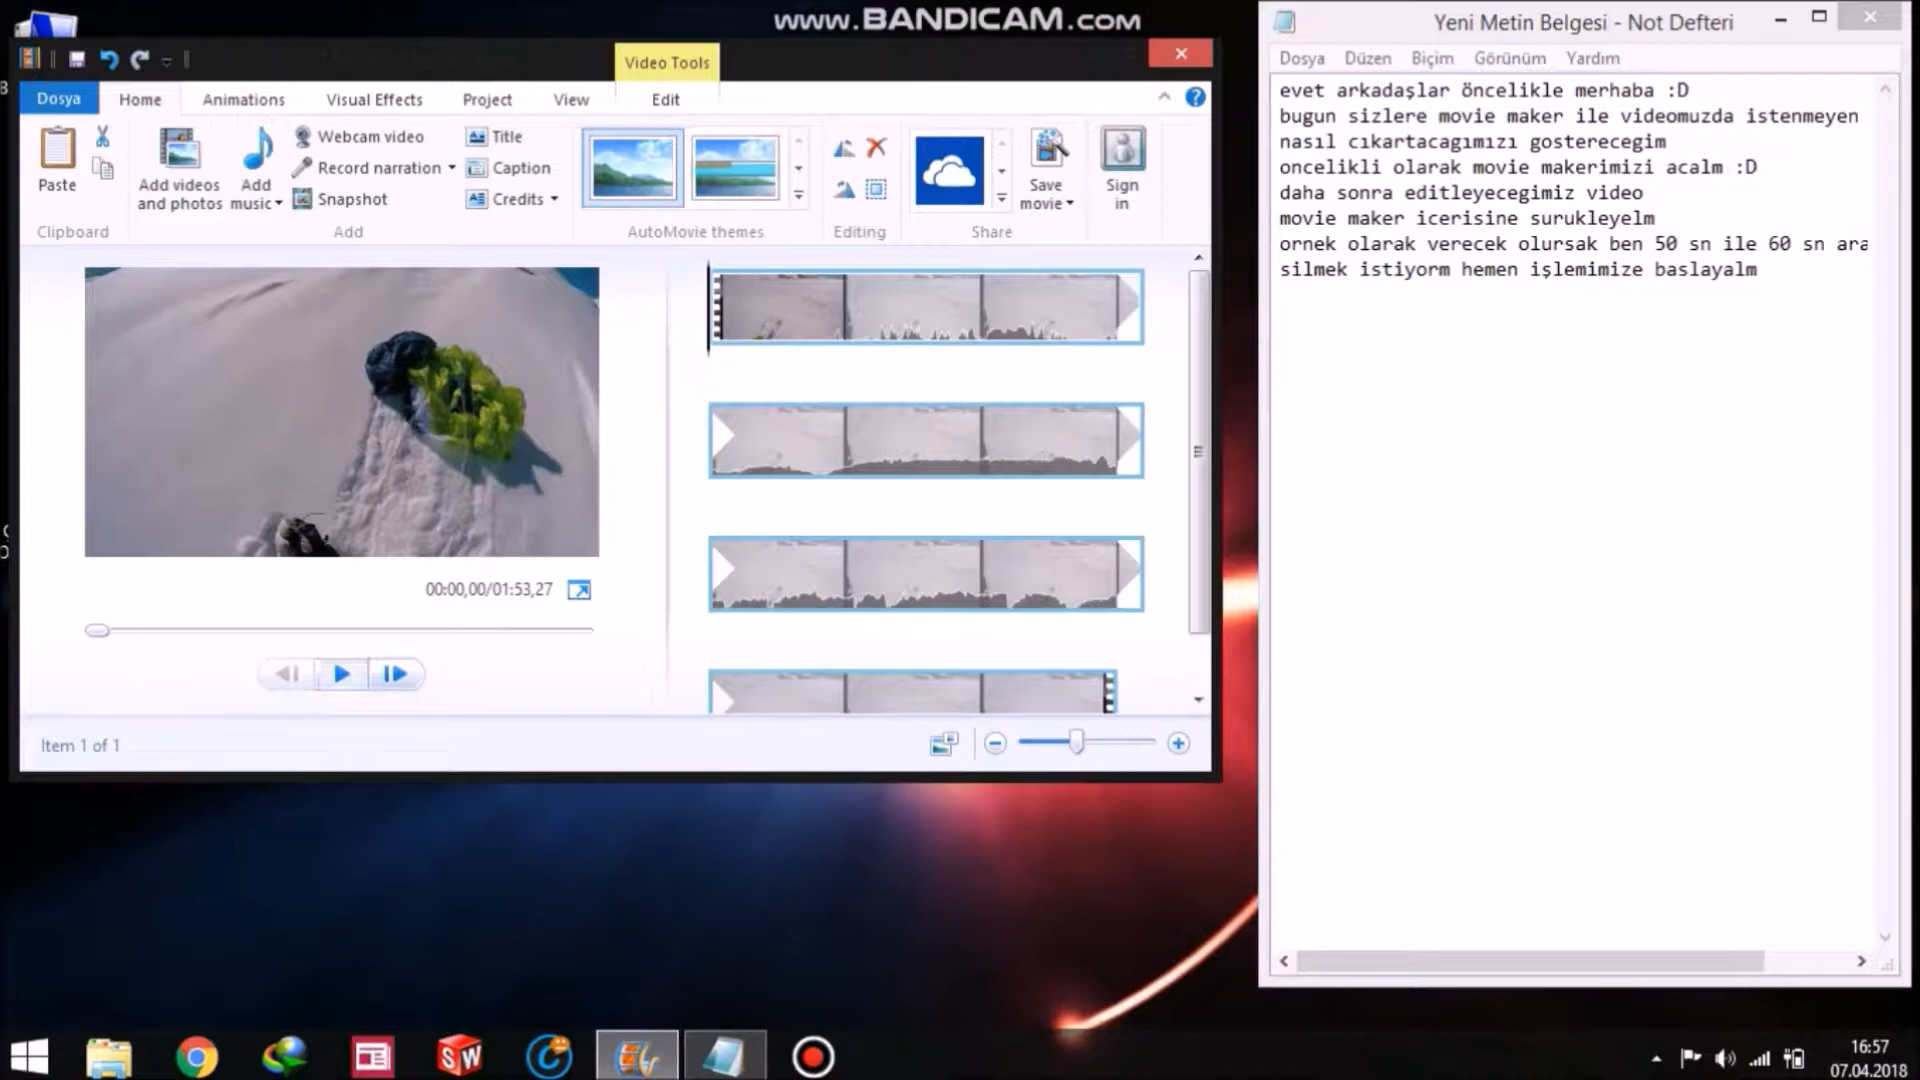 www.BANDICAM.com
Video Tools
Dosya
Home
Animations
Visual Effects
Project
View
Edit
Paste
Add videos
and photos
Add
music
Webcam video
Record narration
Snapshot
Title
Caption
Credits
Save
movie
Sign
in
Clipboard
Add
AutoMovie themes
Editing
Share
00:00,00/01:53,27
Item 1 of 1
Yeni Metin Belgesi - Not Defteri
Dosya
Düzen
Biçim
Görünüm
Yardım
evet arkadaşlar öncelikle merhaba :D
bugun sizlere movie maker ile videomuzda istenmeyen
nasıl cıkartacagımızı gosterecegim
oncelikli olarak movie makerimizi acalm :D
daha sonra editleyecegimiz video
movie maker icerisine surukleyelm
ornek olarak verecek olursak ben 50 sn ile 60 sn ara
silmek istiyorm hemen işlemimize baslayalm
SW
16:57
07.04.2018